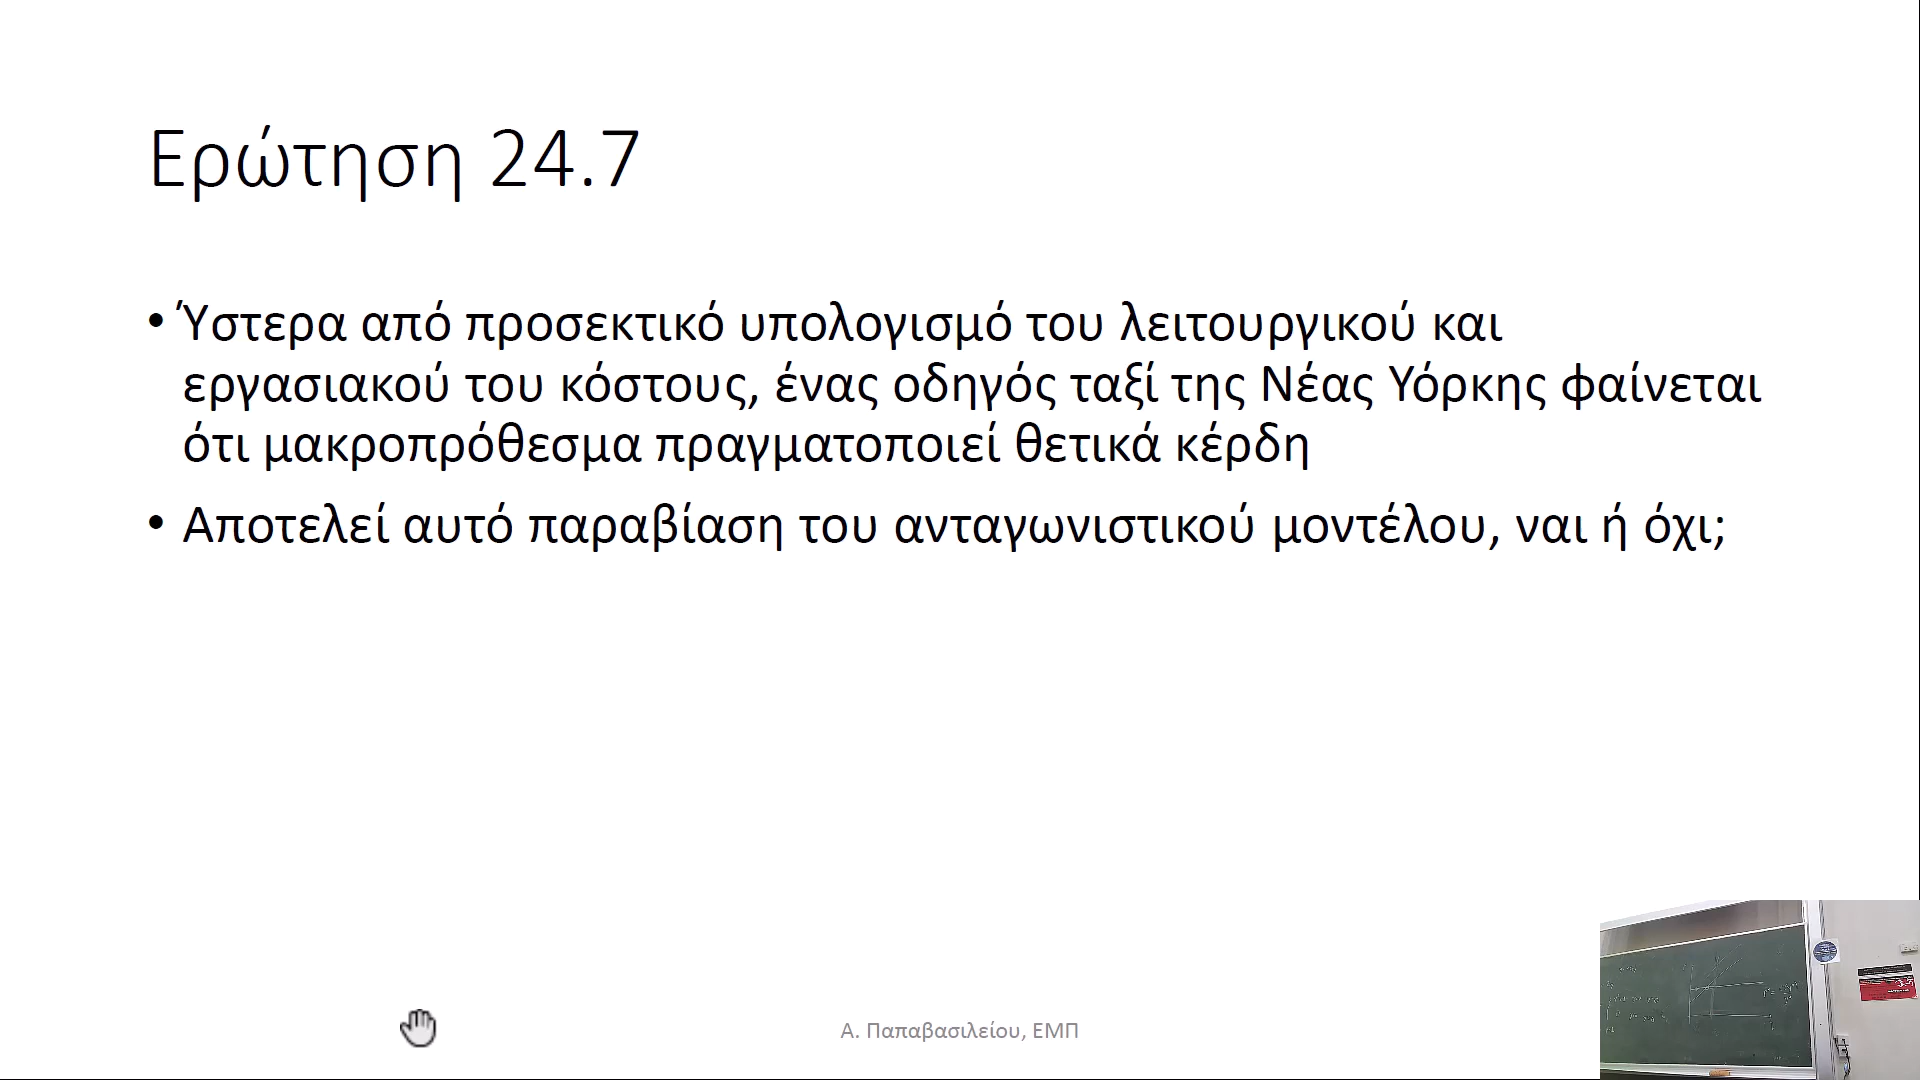 Ερώτηση 24.7
• Ύστερα από προσεκτικό υπολογισμό του λειτουργικού και
εργασιακού του κόστους, ένας οδηγός ταξί της Νέας Υόρκης φαίνεται
ότι μακροπρόθεσμα πραγματοποιεί θετικά κέρδη
• Αποτελεί αυτό παραβίαση του ανταγωνιστικού μοντέλου, ναι ή όχι;
Α. Παπαβασιλείου, ΕΜΠ